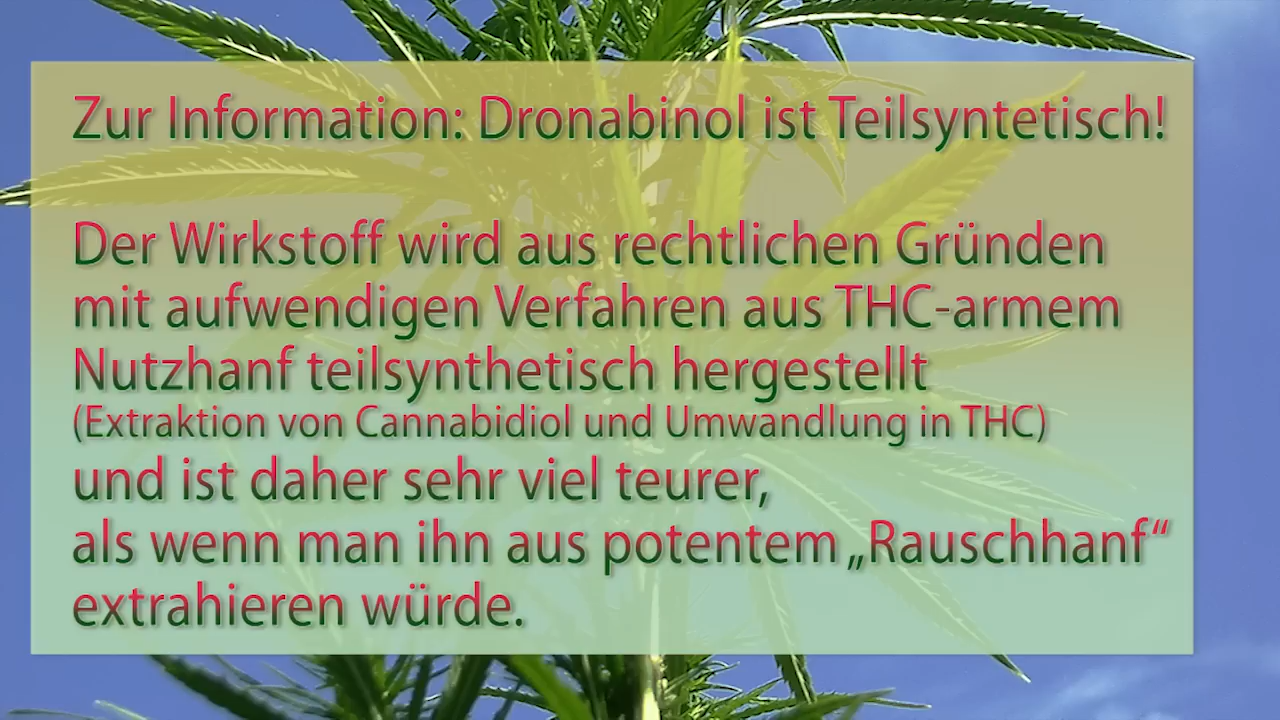 Zur Information: Dronabinol ist Teilsyntetisch!
Der Wirkstoff wird aus rechtlichen Gründen
mit aufwendigen Verfahren aus THC-armem
Nutzhanf teilsynthetisch hergestellt
(Extraktion von Cannabidiol und Umwandlung in THC)
und ist daher sehr viel teurer,
als wenn man ihn aus potentem „Rauschhanf“
extrahieren würde.